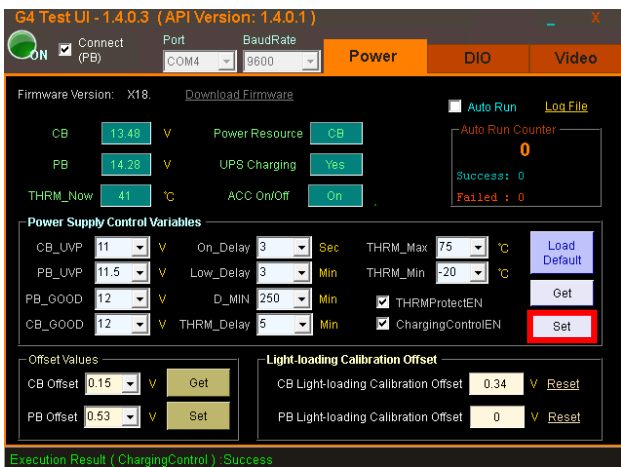 G4 Test UI - 1.4.0.3 ( API Version: 1.4.0.1 ) _ X
ON Connect (PB) Port COM4 BaudRate 9600 Power DIO Video
Firmware Version: X18. Download Firmware Auto Run Log File
CB 13.48 V Power Resource CB
PB 14.28 V UPS Charging Yes
THRM_Now 41 °C ACC On/Off On
Auto Run Counter
0
Success: 0
Failed : 0
Power Supply Control Variables
CB_UVP 11 V On_Delay 3 Sec THRM_Max 75 °C Load Default
PB_UVP 11.5 V Low_Delay 3 Min THRM_Min -20 °C
PB_GOOD 12 V D_MIN 250 Min THRMProtectEN Get
CB_GOOD 12 V THRM_Delay 5 Min ChargingControlEN Set
Offset Values
CB Offset 0.15 V Get
PB Offset 0.53 V Set
Light-loading Calibration Offset
CB Light-loading Calibration Offset 0.34 V Reset
PB Light-loading Calibration Offset 0 V Reset
Execution Result ( ChargingControl ) :Success